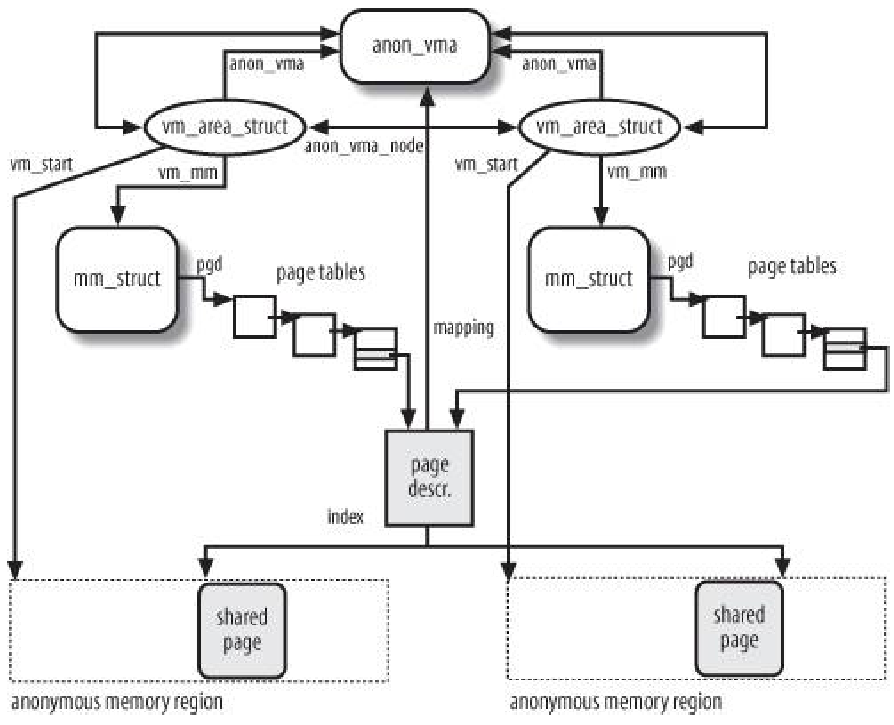 anon_vma
anon_vma
anon_vma
vm_area_struct
vm_area_struct
anon_vma_node
vm_start
vm_mm
vm_start
vm_mm
mm_struct
pgd
page tables
mm_struct
pgd
page tables
mapping
page
descr.
index
shared
page
shared
page
anonymous memory region
anonymous memory region